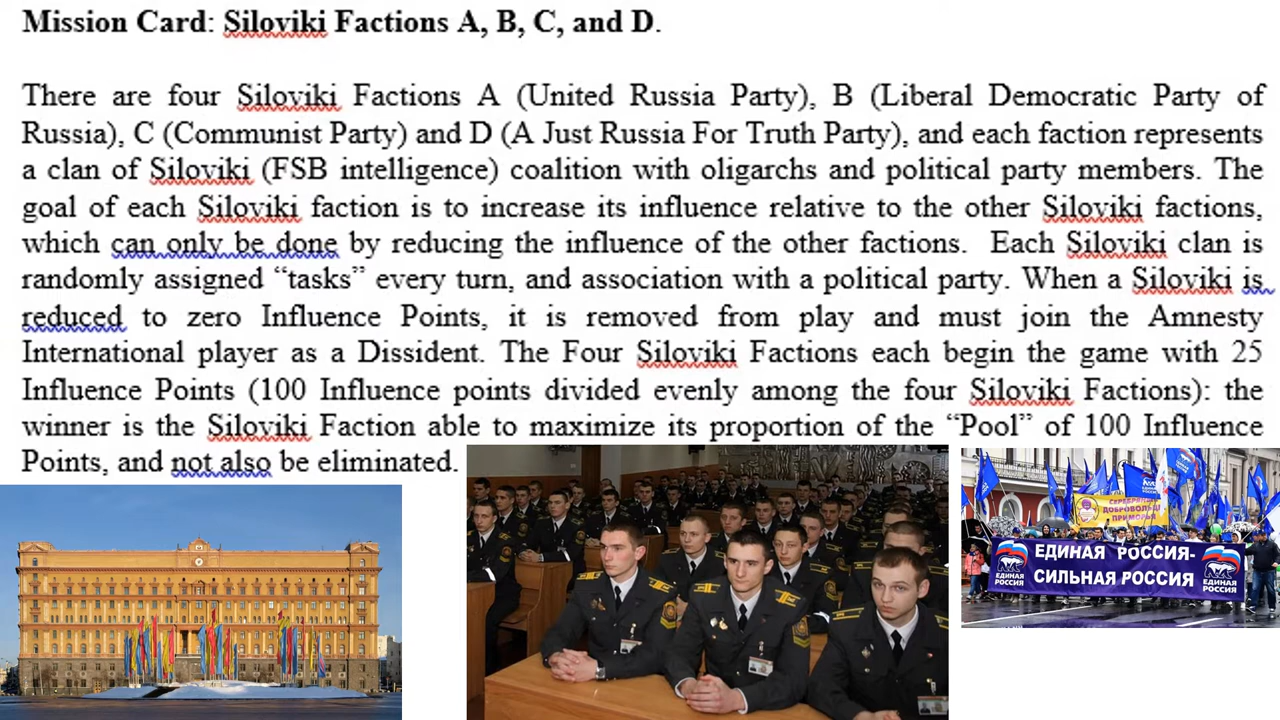 Mission Card: Siloviki Factions A, B, C, and D.
There are four Siloviki Factions A (United Russia Party), B (Liberal Democratic Party of
Russia), C (Communist Party) and D (A Just Russia For Truth Party), and each faction represents
a clan of Siloviki (FSB intelligence) coalition with oligarchs and political party members. The
goal of each Siloviki faction is to increase its influence relative to the other Siloviki factions,
which can only be done by reducing the influence of the other factions. Each Siloviki clan is
randomly assigned “tasks” every turn, and association with a political party. When a Siloviki is
reduced to zero Influence Points, it is removed from play and must join the Amnesty
International player as a Dissident. The Four Siloviki Factions each begin the game with 25
Influence Points (100 Influence points divided evenly among the four Siloviki Factions): the
winner is the Siloviki Faction able to maximize its proportion of the “Pool” of 100 Influence
Points, and not also be eliminated.
СЕРЕБРЯНЫЕ
ДОБРОВОЛЬЦЫ
ПРИМОРЬЯ
ЕДИНАЯ РОССИЯ-
СИЛЬНАЯ РОССИЯ
ЕДИНАЯ
РОССИЯ
ЕДИНАЯ
РОССИЯ